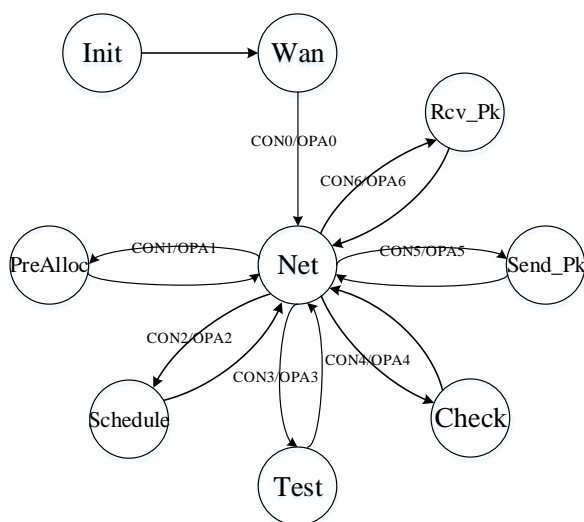 Init
Wan
Rcv_Pk
CON0/OPA0
CON6/OPA6
CON1/OPA1
CON5/OPA5
PreAlloc
Net
Send_Pk
CON2/OPA2
CON4/OPA4
CON3/OPA3
Schedule
Check
Test